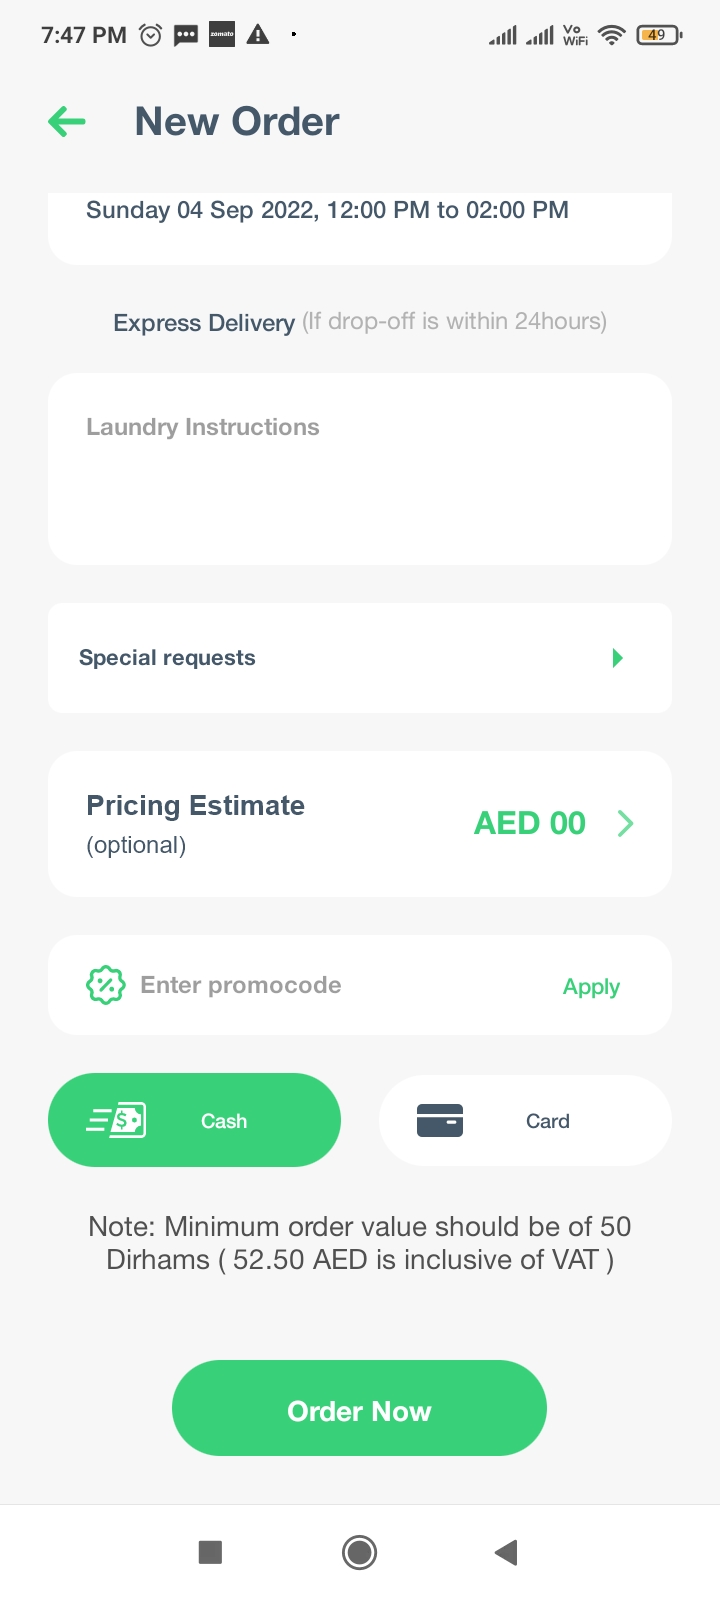 7:47 PM zomato Vo WiFi 49
New Order
Sunday 04 Sep 2022, 12:00 PM to 02:00 PM
Express Delivery (If drop-off is within 24hours)
Laundry Instructions
Special requests
Pricing Estimate
(optional)
AED 00
Enter promocode Apply
Cash Card
Note: Minimum order value should be of 50
Dirhams ( 52.50 AED is inclusive of VAT )
Order Now